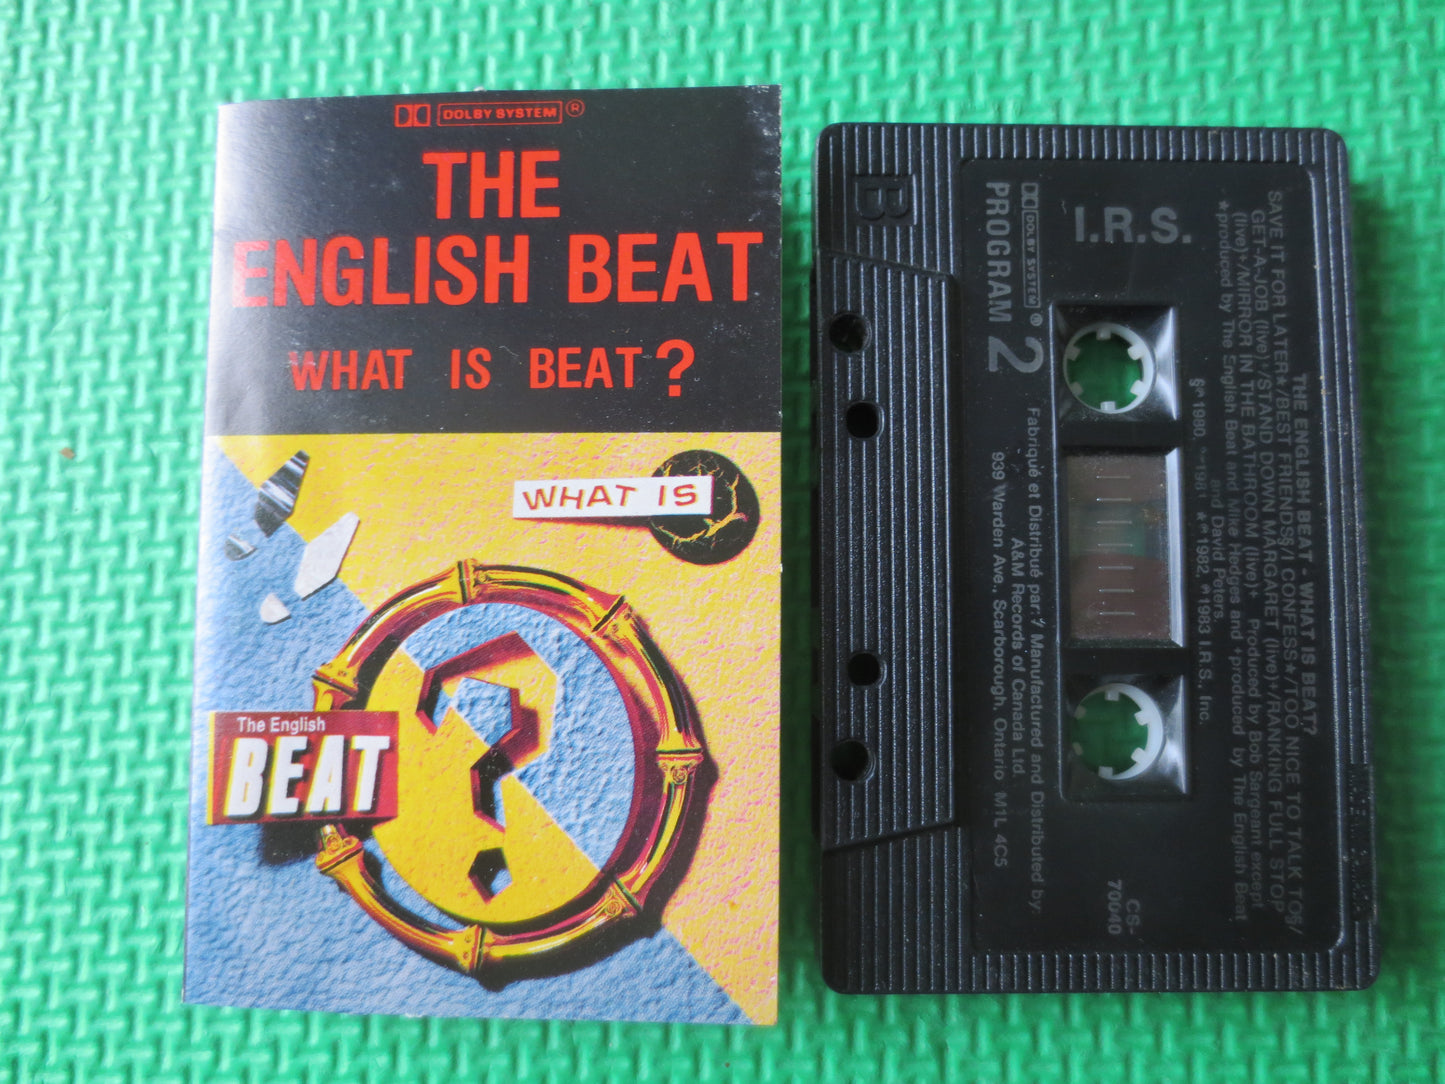 DOLBY SYSTEM ®
THE
ENGLISH BEAT
WHAT IS BEAT?
WHAT IS
The English
BEAT
B
I.R.S.
DOLBY SYSTEM ®
PROGRAM 2
THE ENGLISH BEAT - WHAT IS BEAT?
SAVE IT FOR LATER★/BEST FRIEND§/I CONFESS★/TOO NICE TO TALK TO§/
GET-A-JOB (live)+/STAND DOWN MARGARET (live)+/RANKING FULL STOP
(live)+/MIRROR IN THE BATHROOM (live)+ Produced by Bob Sargeant except
★produced by The English Beat and Mike Hedges and +produced by The English Beat
and David Peters.
§℗1980, ℗1981 ★℗1982, ℗1983 I.R.S. Inc.
Fabriqué et Distribué par:/ Manufactured and Distributed by
A&M Records of Canada Ltd.
939 Warden Ave., Scarborough, Ontario M1L 4C5
CS-
70040